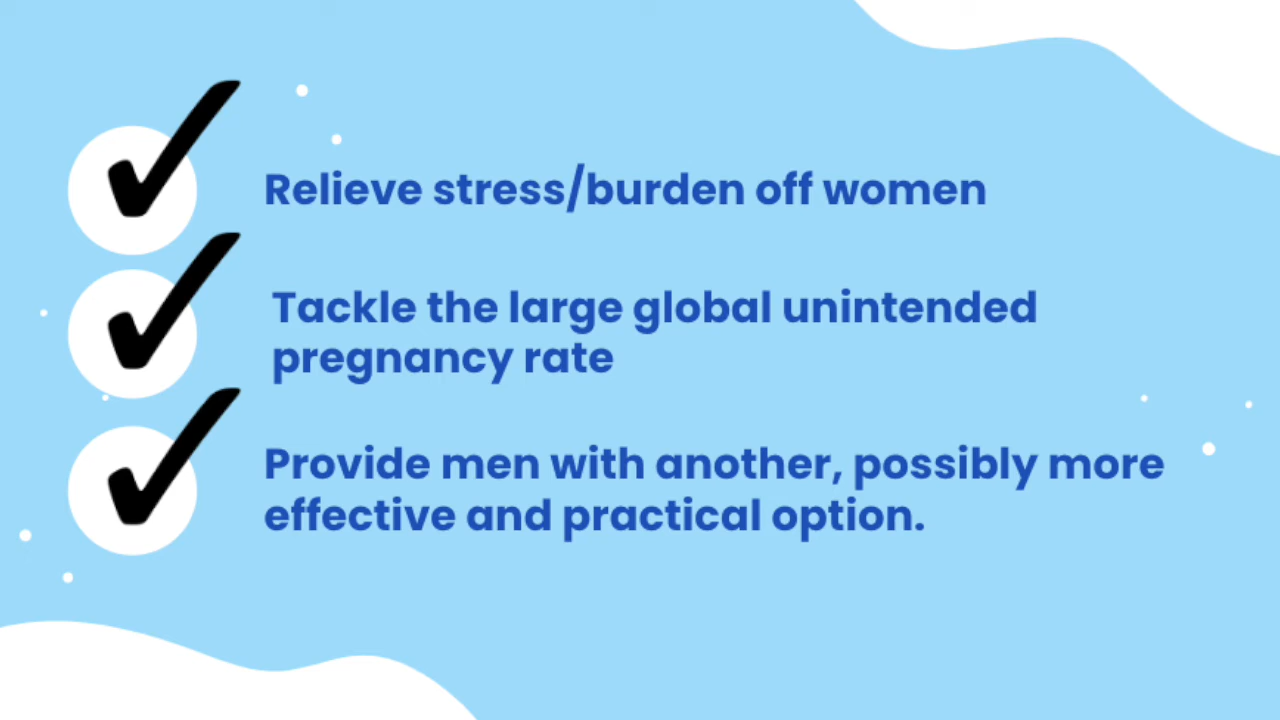 Relieve stress/burden off women
Tackle the large global unintended
pregnancy rate
Provide men with another, possibly more
effective and practical option.